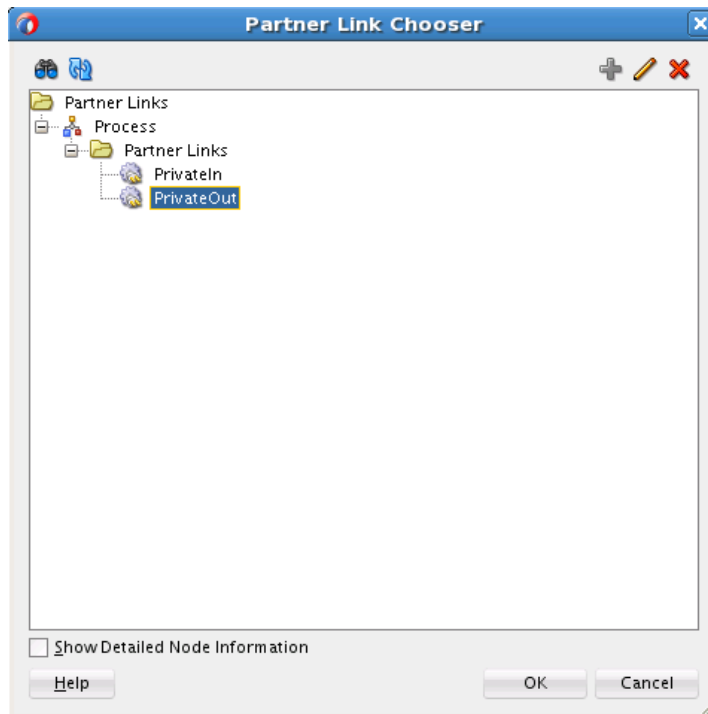 Partner Link Chooser
Partner Links
Process
Partner Links
PrivateIn
PrivateOut
Show Detailed Node Information
Help OK Cancel